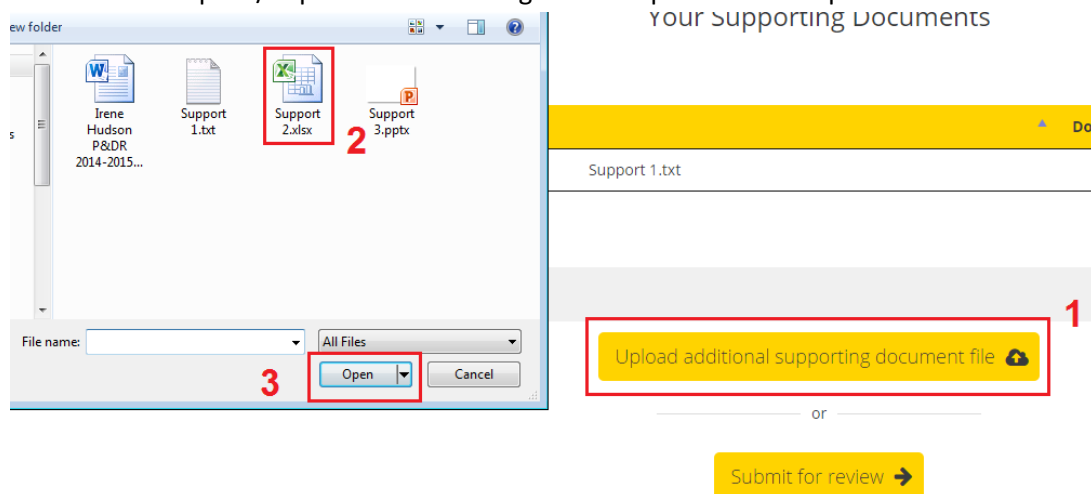 ew folder
Irene
Hudson
P&DR
2014-2015...
Support
1.txt
Support
2.xlsx
Support
3.pptx
2
s
File name:
All Files
3
Open
Cancel
Your Supporting Documents
Do
Support 1.txt
1
Upload additional supporting document file
or
Submit for review